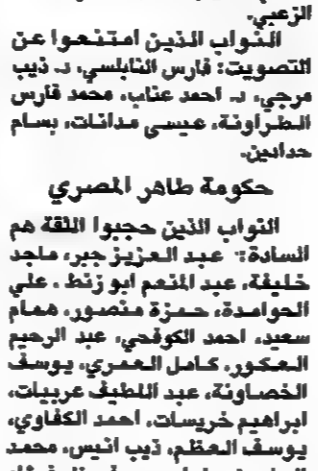 الزعبي.
النواب الذين امتنعوا عن
التصويت: فارس النابلسي، د. ذيب
مرجي، د. احمد عناب، محمد فارس
الطراونة، عيسى مدانات، بسام
حدادين.
حكومة طاهر المصري
النواب الذين حجبوا الثقة هم
السادة: عبد العزيز جبر، ماجد
خليفة، عبد المنعم ابو زنط، علي
الحوامدة، حمزة منصور، همام
سعيد، احمد الكوفحي، عبد الرحيم
العكور، كامل العمري، يوسف
الخصاونة، عبد اللطيف عربيات،
ابراهيم خريسات، احمد الكفاوي،
يوسف العظم، ذيب انيس، محمد